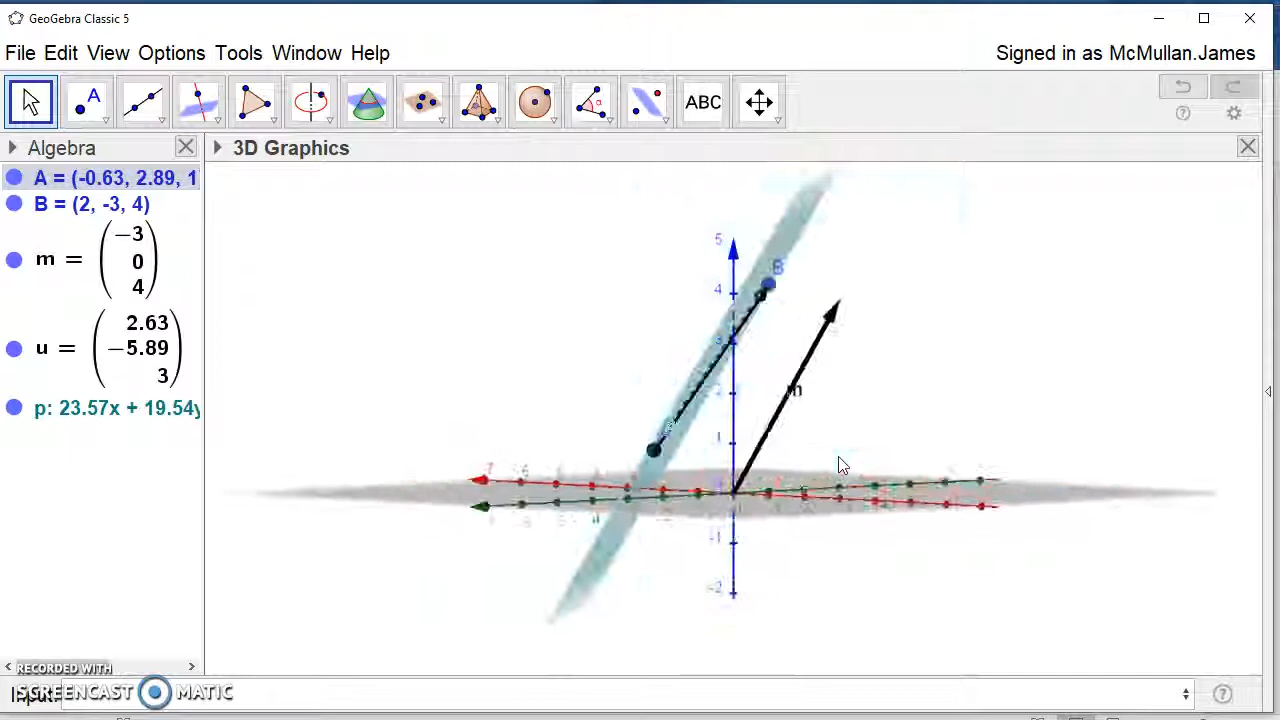 GeoGebra Classic 5
File Edit View Options Tools Window Help
Signed in as McMullan.James
A
α
ABC
Algebra
3D Graphics
A = (-0.63, 2.89, 1
B = (2, -3, 4)
m = (−3 0 4)
u = (2.63 −5.89 3)
p: 23.57x + 19.54y
5
4
3
2
1
-1
-2
B
m
RECORDED WITH
SCREENCAST MATIC
Input: